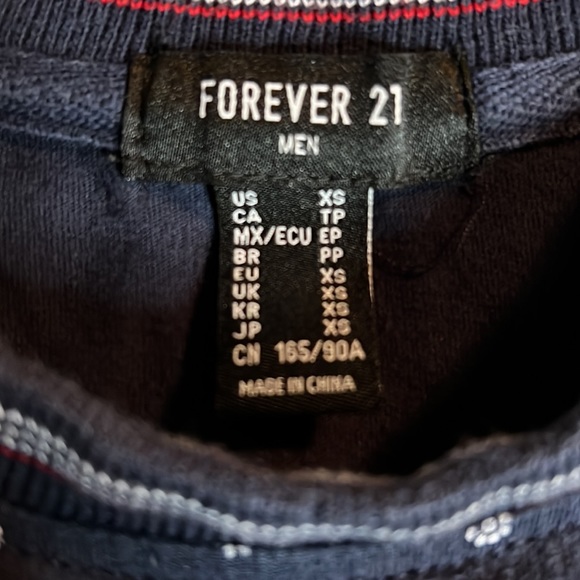 FOREVER 21
MEN
US XS
CA TP
MX/ECU EP
BR PP
EU XS
UK XS
KR XS
JP XS
CN 165/90A
MADE IN CHINA